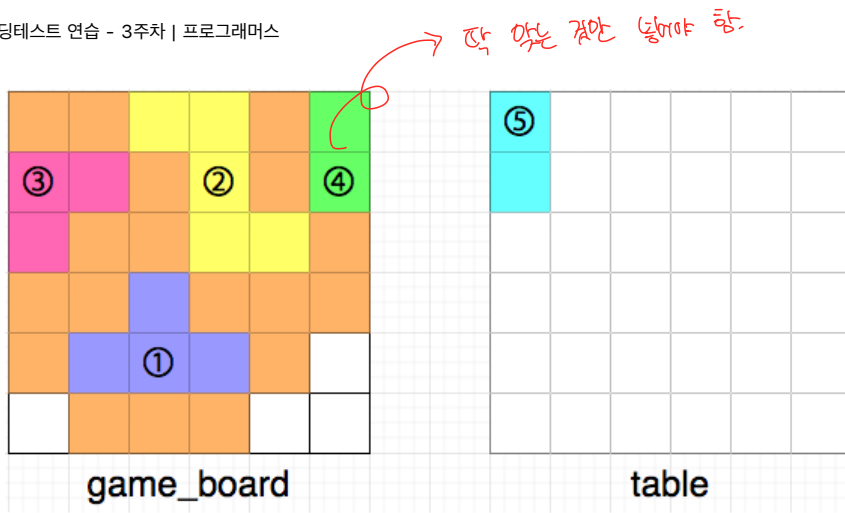 딩테스트 연습 - 3주차 | 프로그래머스
딱 맞는 것만 넣어야 함.
⑤
③ ② ④
①
game_board table